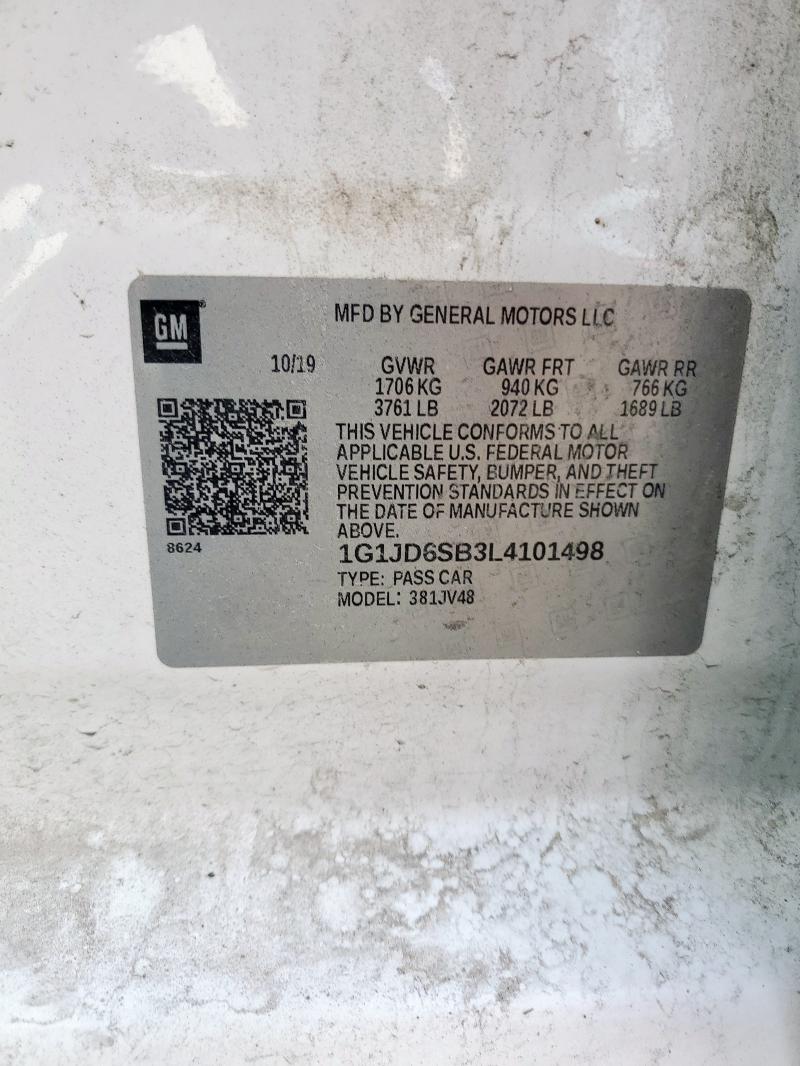 GM
MFD BY GENERAL MOTORS LLC
10/19 GVWR GAWR FRT GAWR RR
1706 KG 940 KG 766 KG
3761 LB 2072 LB 1689 LB
THIS VEHICLE CONFORMS TO ALL
APPLICABLE U.S. FEDERAL MOTOR
VEHICLE SAFETY, BUMPER, AND THEFT
PREVENTION STANDARDS IN EFFECT ON
THE DATE OF MANUFACTURE SHOWN
ABOVE.
8624
1G1JD6SB3L4101498
TYPE: PASS CAR
MODEL: 381JV48